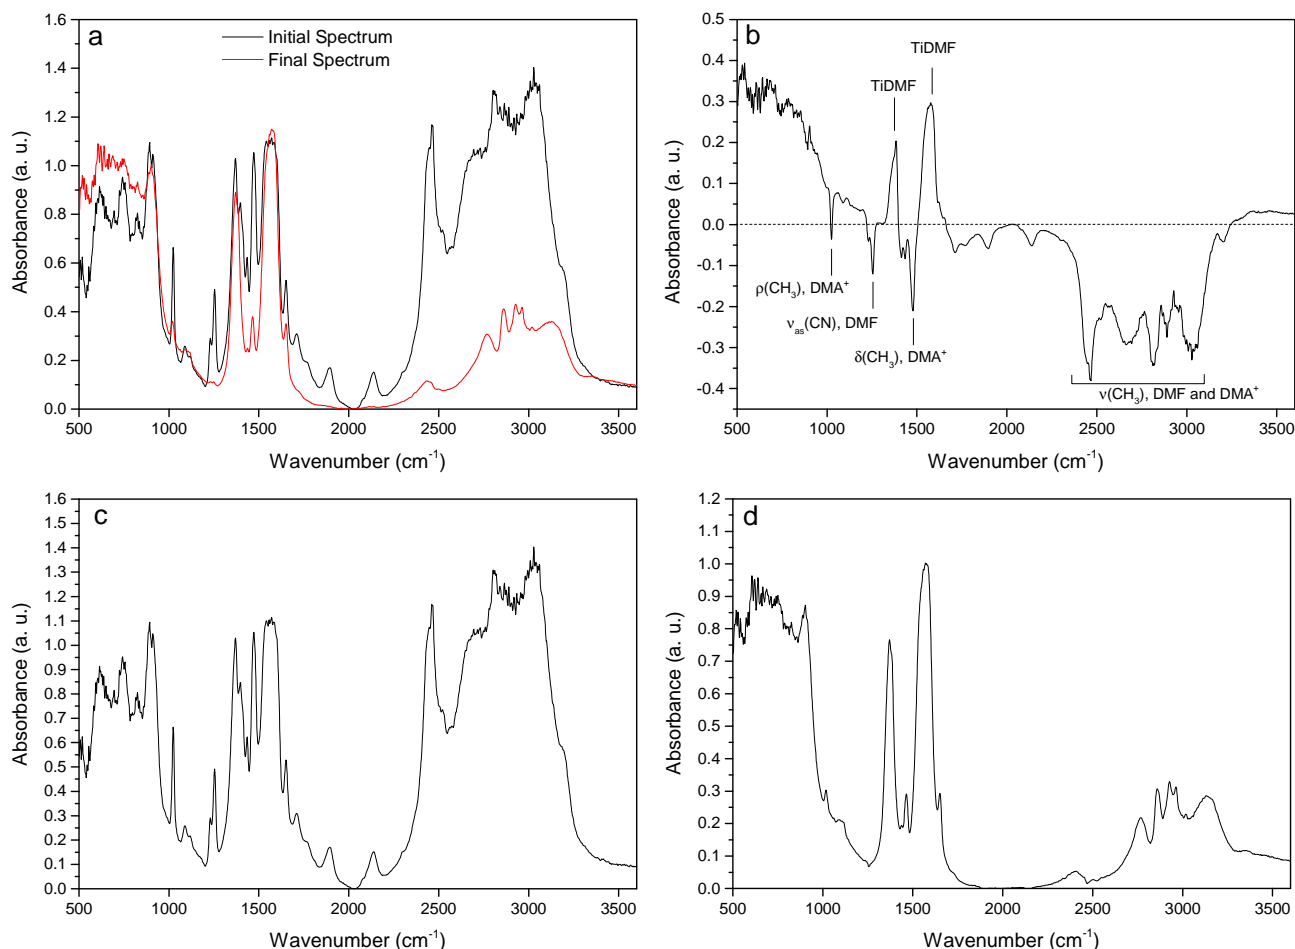 a
Initial Spectrum
Final Spectrum
1.6
1.4
1.2
1.0
0.8
0.6
0.4
0.2
0.0
Absorbance (a. u.)
500 1000 1500 2000 2500 3000 3500
Wavenumber (cm⁻¹)
b
TiDMF
TiDMF
0.5
0.4
0.3
0.2
0.1
0.0
-0.1
-0.2
-0.3
-0.4
Absorbance (a. u.)
ρ(CH₃), DMA⁺
νas(CN), DMF
δ(CH₃), DMA⁺
ν(CH₃), DMF and DMA⁺
500 1000 1500 2000 2500 3000 3500
Wavenumber (cm⁻¹)
c
1.6
1.5
1.4
1.3
1.2
1.1
1.0
0.9
0.8
0.7
0.6
0.5
0.4
0.3
0.2
0.1
0.0
Absorbance (a. u.)
500 1000 1500 2000 2500 3000 3500
Wavenumber (cm⁻¹)
d
1.2
1.1
1.0
0.9
0.8
0.7
0.6
0.5
0.4
0.3
0.2
0.1
0.0
Absorbance (a. u.)
500 1000 1500 2000 2500 3000 3500
Wavenumber (cm⁻¹)